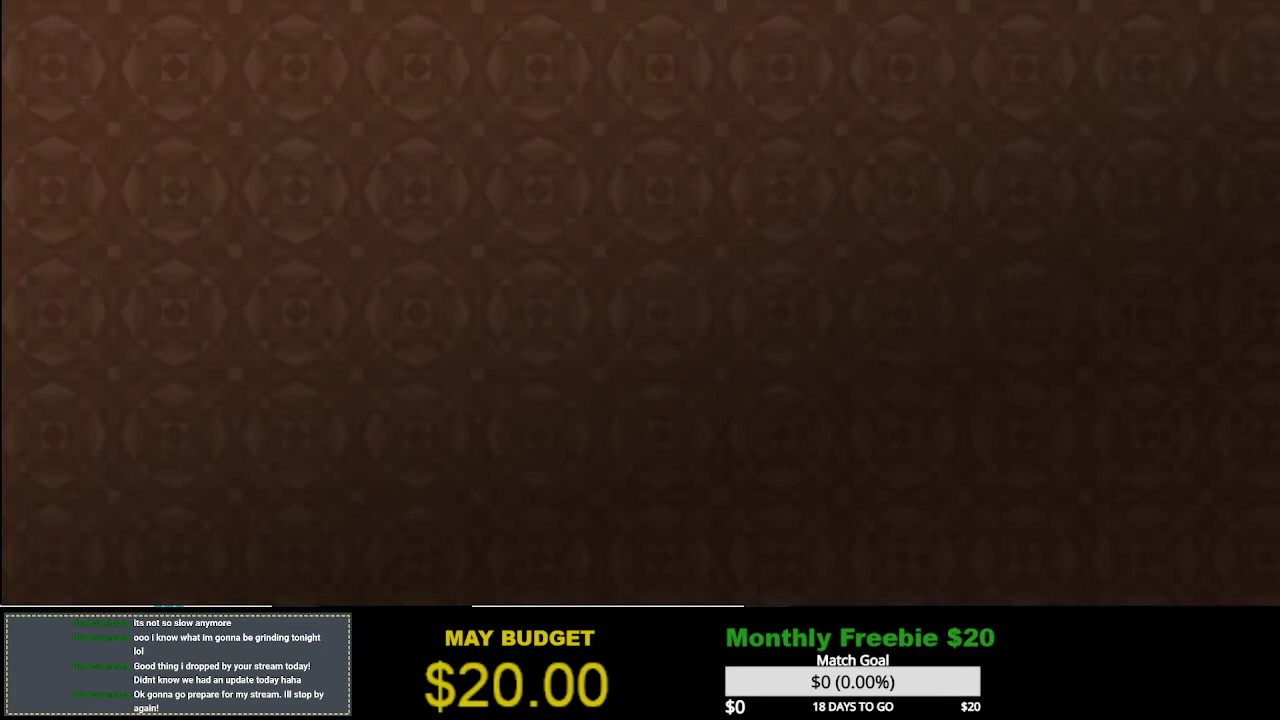 Its not so slow anymore
ooo i know what im gonna be grinding tonight
lol
Good thing i dropped by your stream today!
Didnt know we had an update today haha
Ok gonna go prepare for my stream. Ill stop by
again!
MAY BUDGET
$20.00
Monthly Freebie $20
Match Goal
$0 (0.00%)
$0 18 DAYS TO GO $20